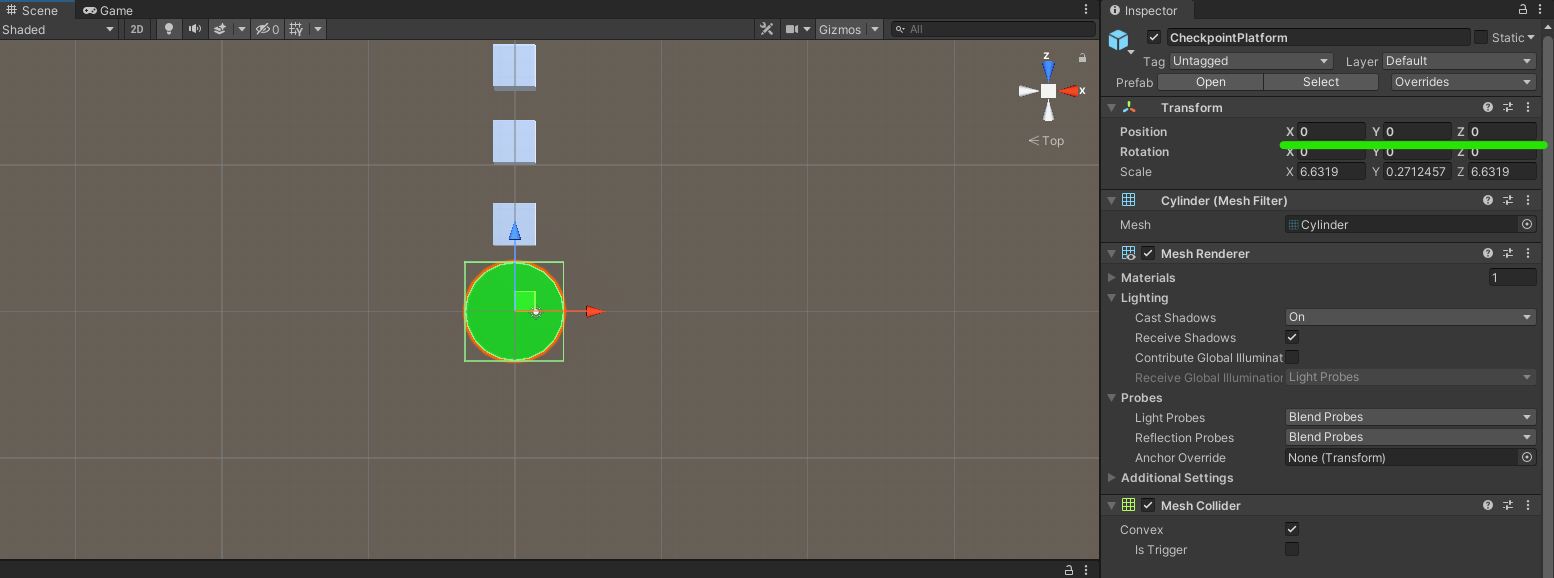 Scene Game
Shaded 2D 0 Gizmos All
z
x
Top
Inspector
CheckpointPlatform Static
Tag Untagged Layer Default
Prefab Open Select Overrides
Transform
Position X 0 Y 0 Z 0
Rotation X 0 Y 0 Z 0
Scale X 6.6319 Y 0.2712457 Z 6.6319
Cylinder (Mesh Filter)
Mesh Cylinder
Mesh Renderer
Materials 1
Lighting
Cast Shadows On
Receive Shadows
Contribute Global Illuminat
Receive Global Illumination Light Probes
Probes
Light Probes Blend Probes
Reflection Probes Blend Probes
Anchor Override None (Transform)
Additional Settings
Mesh Collider
Convex
Is Trigger